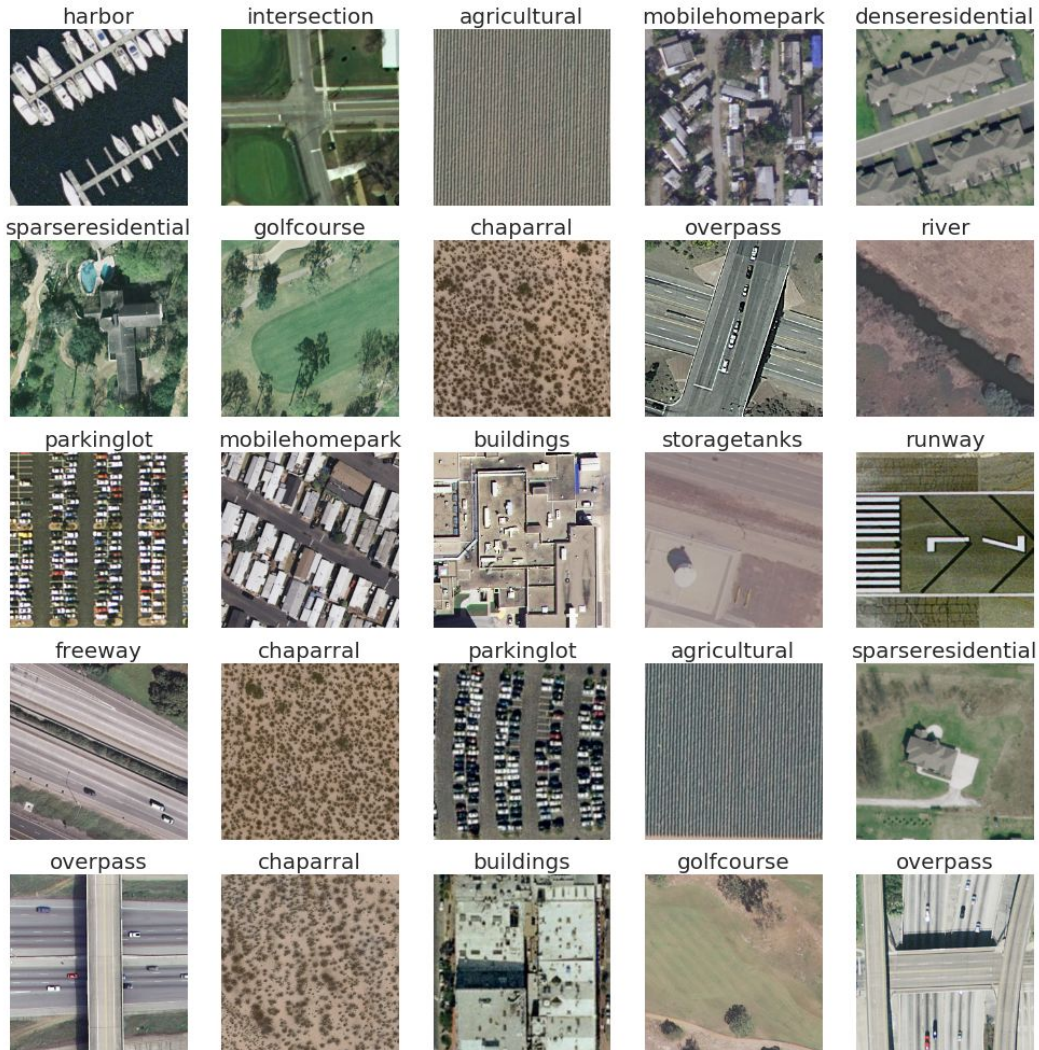 harbor intersection agricultural mobilehomepark denseresidential
sparseresidential golfcourse chaparral overpass river
parkinglot mobilehomepark buildings storagetanks runway
7 L
freeway chaparral parkinglot agricultural sparseresidential
overpass chaparral buildings golfcourse overpass